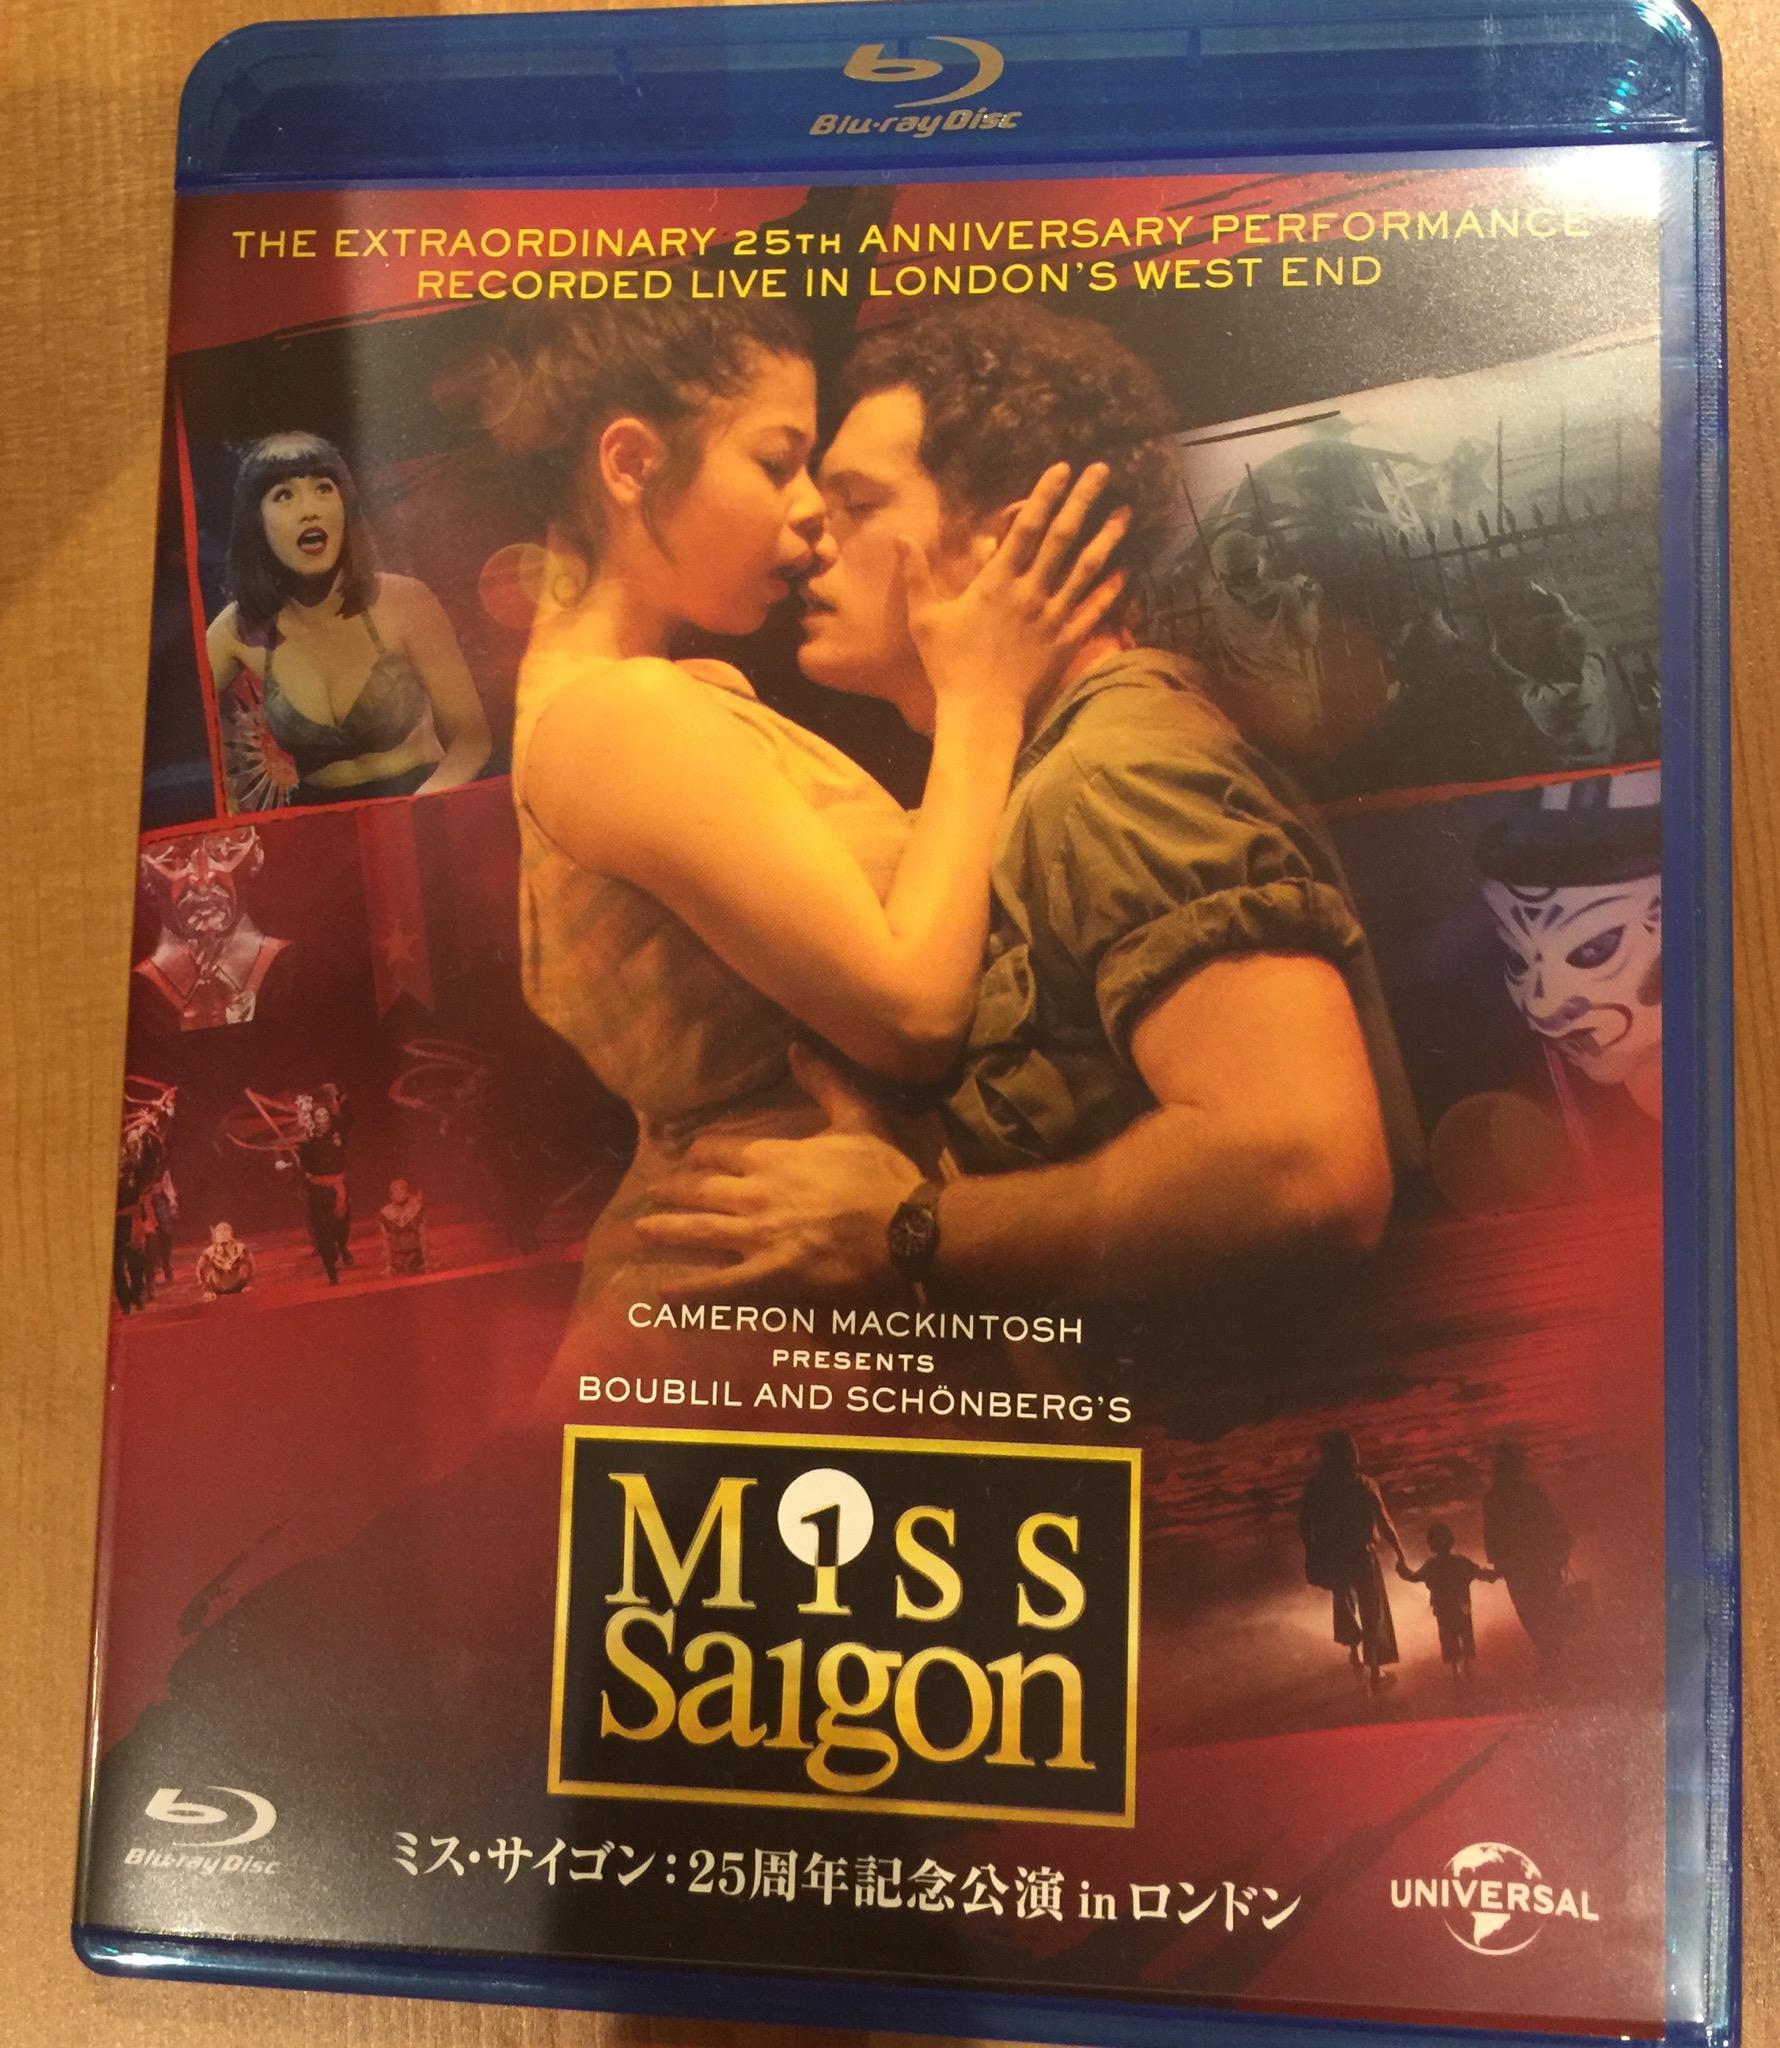 Blu-ray Disc
THE EXTRAORDINARY 25TH ANNIVERSARY PERFORMANCE
RECORDED LIVE IN LONDON'S WEST END
CAMERON MACKINTOSH
PRESENTS
BOUBLIL AND SCHÖNBERG'S
Miss
Saigon
Blu-ray Disc
ミス・サイゴン:25周年記念公演 in ロンドン
UNIVERSAL